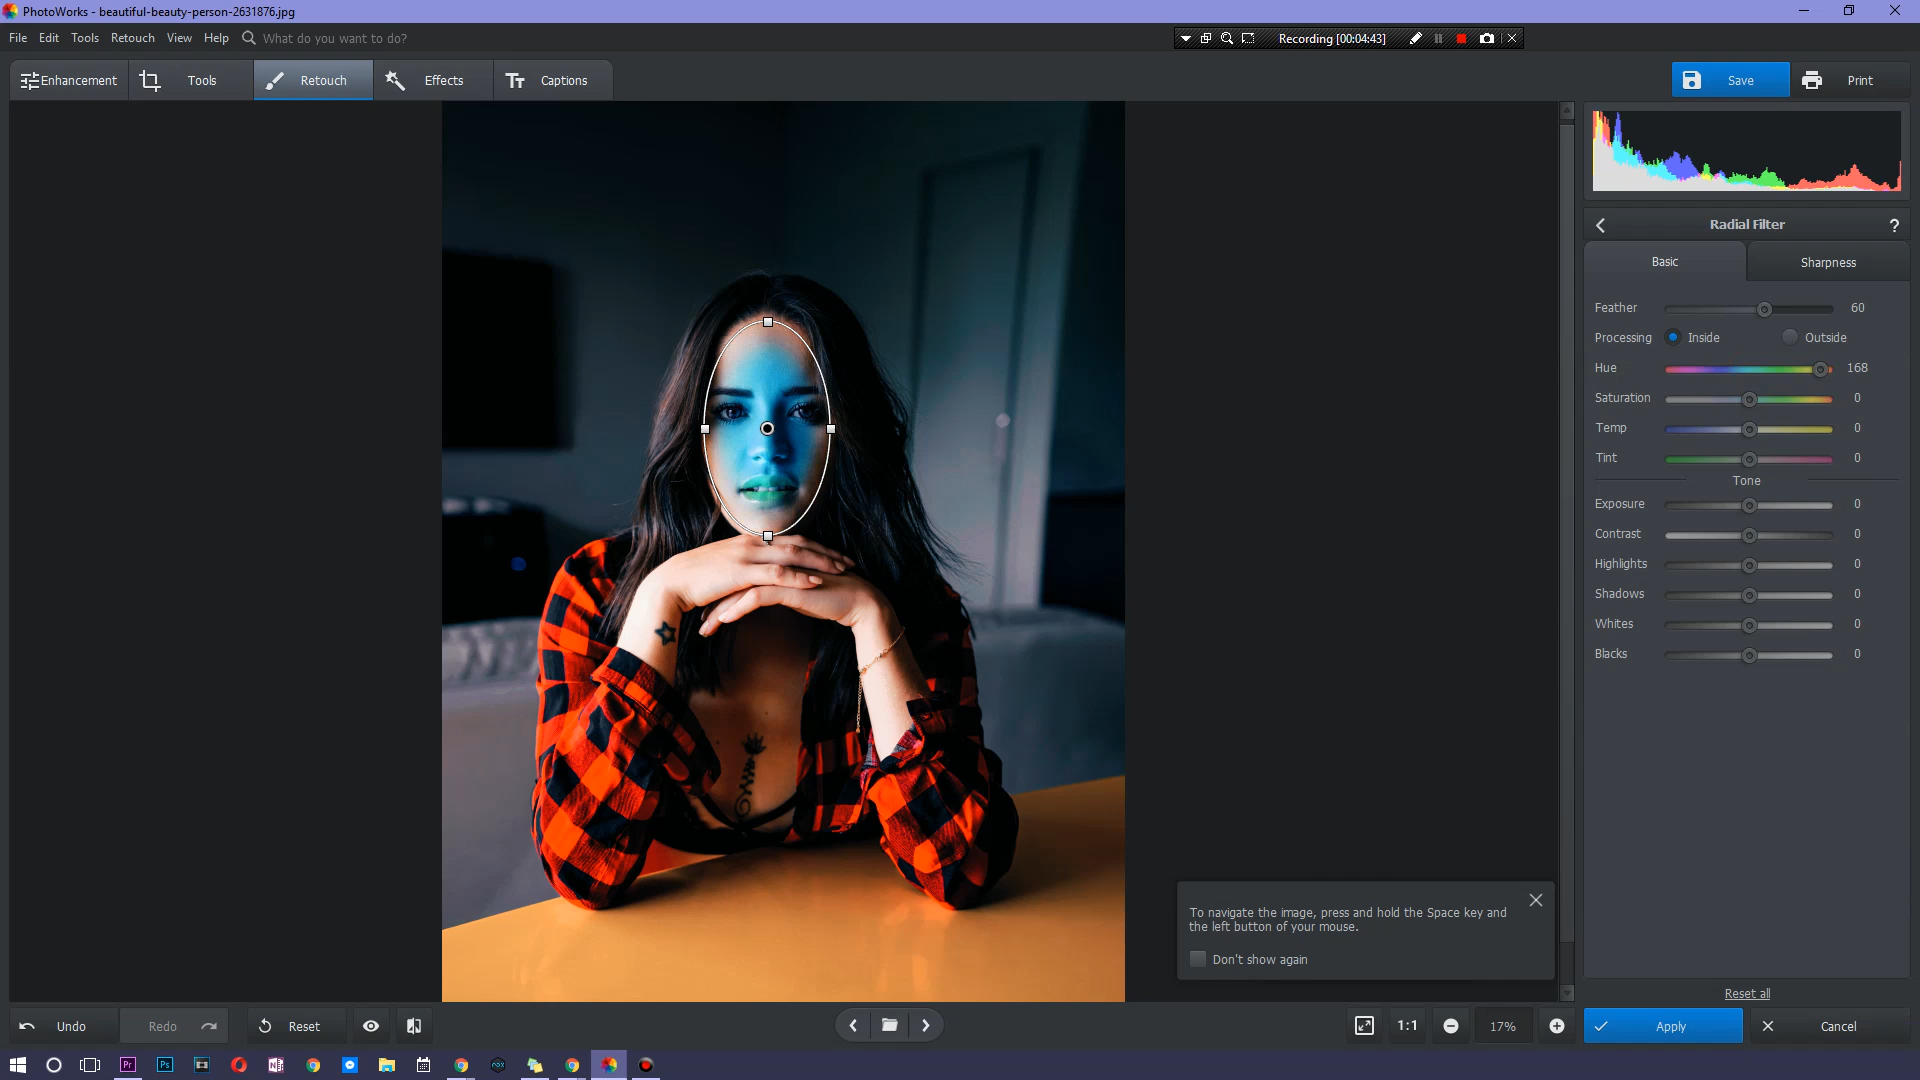 PhotoWorks - beautiful-beauty-person-2631876.jpg
File Edit Tools Retouch View Help What do you want to do?
Recording [00:04:43]
Enhancement Tools Retouch Effects Captions Save Print
Radial Filter ?
Basic Sharpness
Feather 60
Processing Inside Outside
Hue 168
Saturation 0
Temp 0
Tint 0
Tone
Exposure 0
Contrast 0
Highlights 0
Shadows 0
Whites 0
Blacks 0
To navigate the image, press and hold the Space key and
the left button of your mouse.
Don't show again
Reset all
Undo Redo Reset 1:1 17% Apply Cancel
Pr Ps